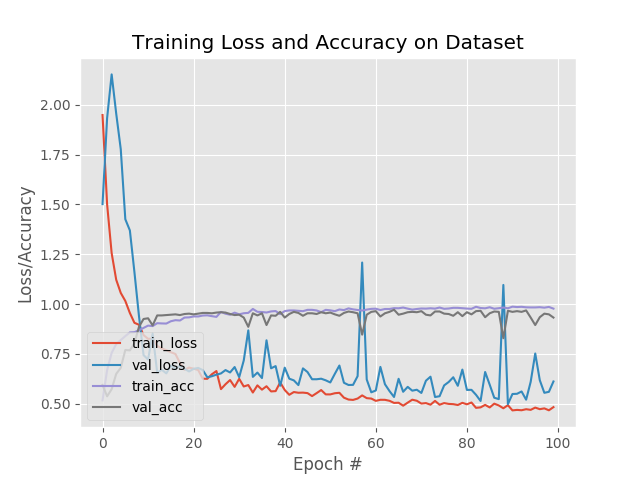 Training Loss and Accuracy on Dataset
Loss/Accuracy
2.00
1.75
1.50
1.25
1.00
0.75
0.50
train_loss
val_loss
train_acc
val_acc
0 20 40 60 80 100
Epoch #